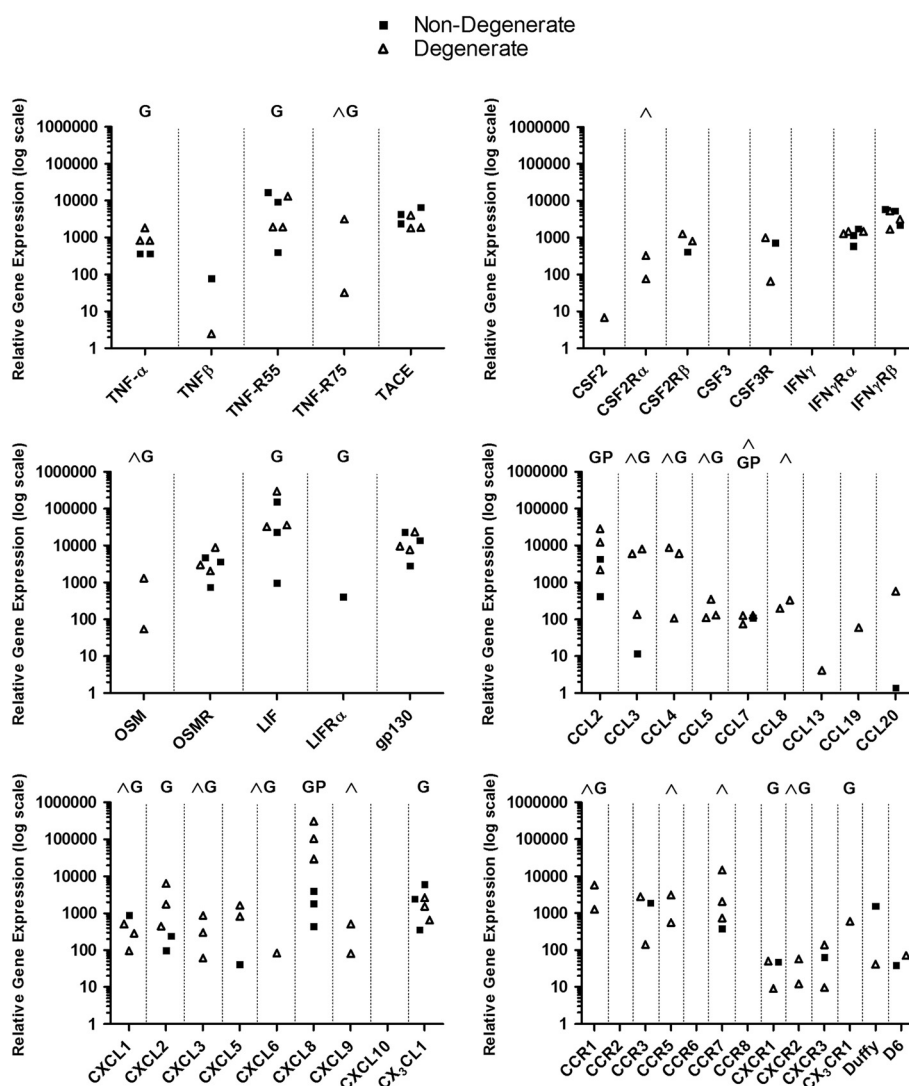 Non-Degenerate
Degenerate
Relative Gene Expression (log scale)
G G ^G
1000000
100000
10000
1000
100
10
1
TNF-α TNFβ TNF-R55 TNF-R75 TACE
Relative Gene Expression (log scale)
^
1000000
100000
10000
1000
100
10
1
CSF2 CSF2Rα CSF2Rβ CSF3 CSF3R IFNγ IFNγRα IFNγRβ
Relative Gene Expression (log scale)
^G G G
1000000
100000
10000
1000
100
10
1
OSM OSMR LIF LIFRα gp130
Relative Gene Expression (log scale)
^
GP ^G ^G ^G GP ^
1000000
100000
10000
1000
100
10
1
CCL2 CCL3 CCL4 CCL5 CCL7 CCL8 CCL13 CCL19 CCL20
Relative Gene Expression (log scale)
^G G ^G ^G GP ^ G
1000000
100000
10000
1000
100
10
1
CXCL1 CXCL2 CXCL3 CXCL5 CXCL6 CXCL8 CXCL9 CXCL10 CX₃CL1
Relative Gene Expression (log scale)
^G ^ ^ G ^G G
1000000
100000
10000
1000
100
10
1
CCR1 CCR2 CCR3 CCR5 CCR6 CCR7 CCR8 CXCR1 CXCR2 CXCR3 CX₃CR1 Duffy D6